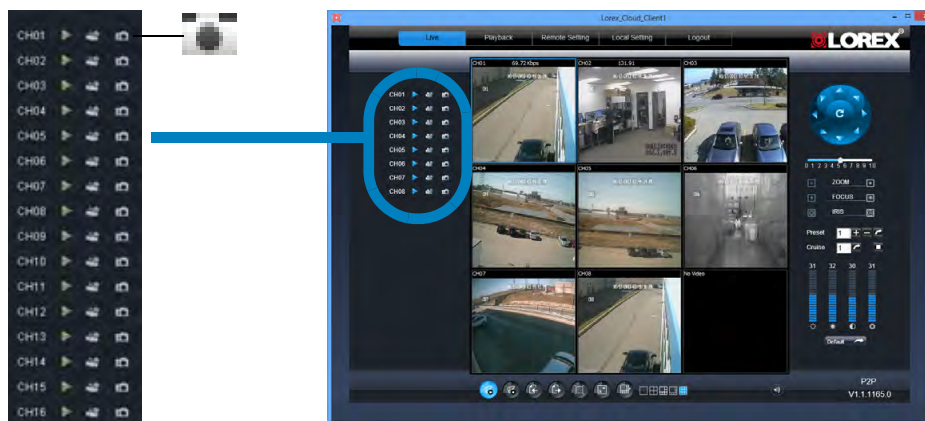 CH01
CH02
CH03
CH04
CH05
CH06
CH07
CH08
CH09
CH10
CH11
CH12
CH13
CH14
CH15
CH16
Lorex_Cloud_Client1
Live Playback Remote Setting Local Setting Logout
LOREX®
CH01 69.72 Kbps CH02 131.91 CH03
CH01
CH02
CH03
CH04
CH05
CH06
CH07
CH08
01
CH04 CH05 CH06
CH07 CH08 No Video
07 08
0 1 2 3 4 5 6 7 8 9 10
ZOOM
FOCUS
IRIS
Preset 1
Cruise 1
31 32 30 31
Default
P2P
V1.1.1165.0